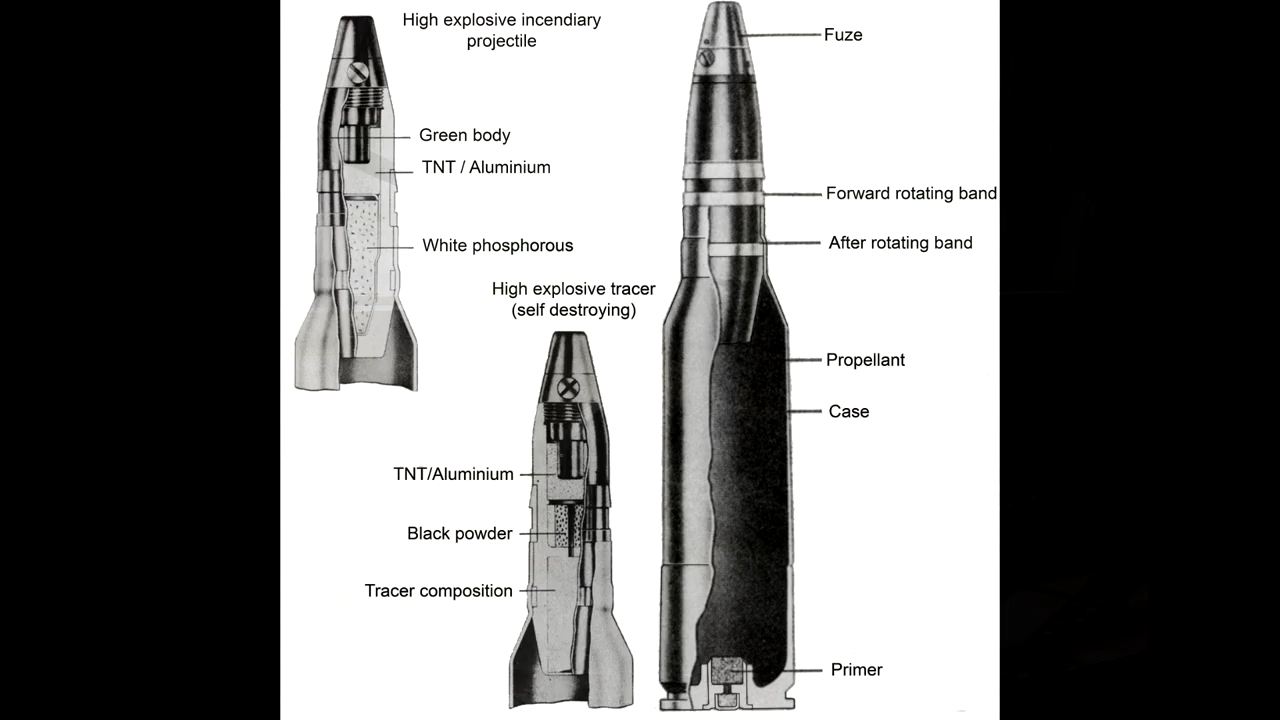 High explosive incendiary
projectile
Green body
TNT / Aluminium
White phosphorous
High explosive tracer
(self destroying)
TNT/Aluminium
Black powder
Tracer composition
Fuze
Forward rotating band
After rotating band
Propellant
Case
Primer